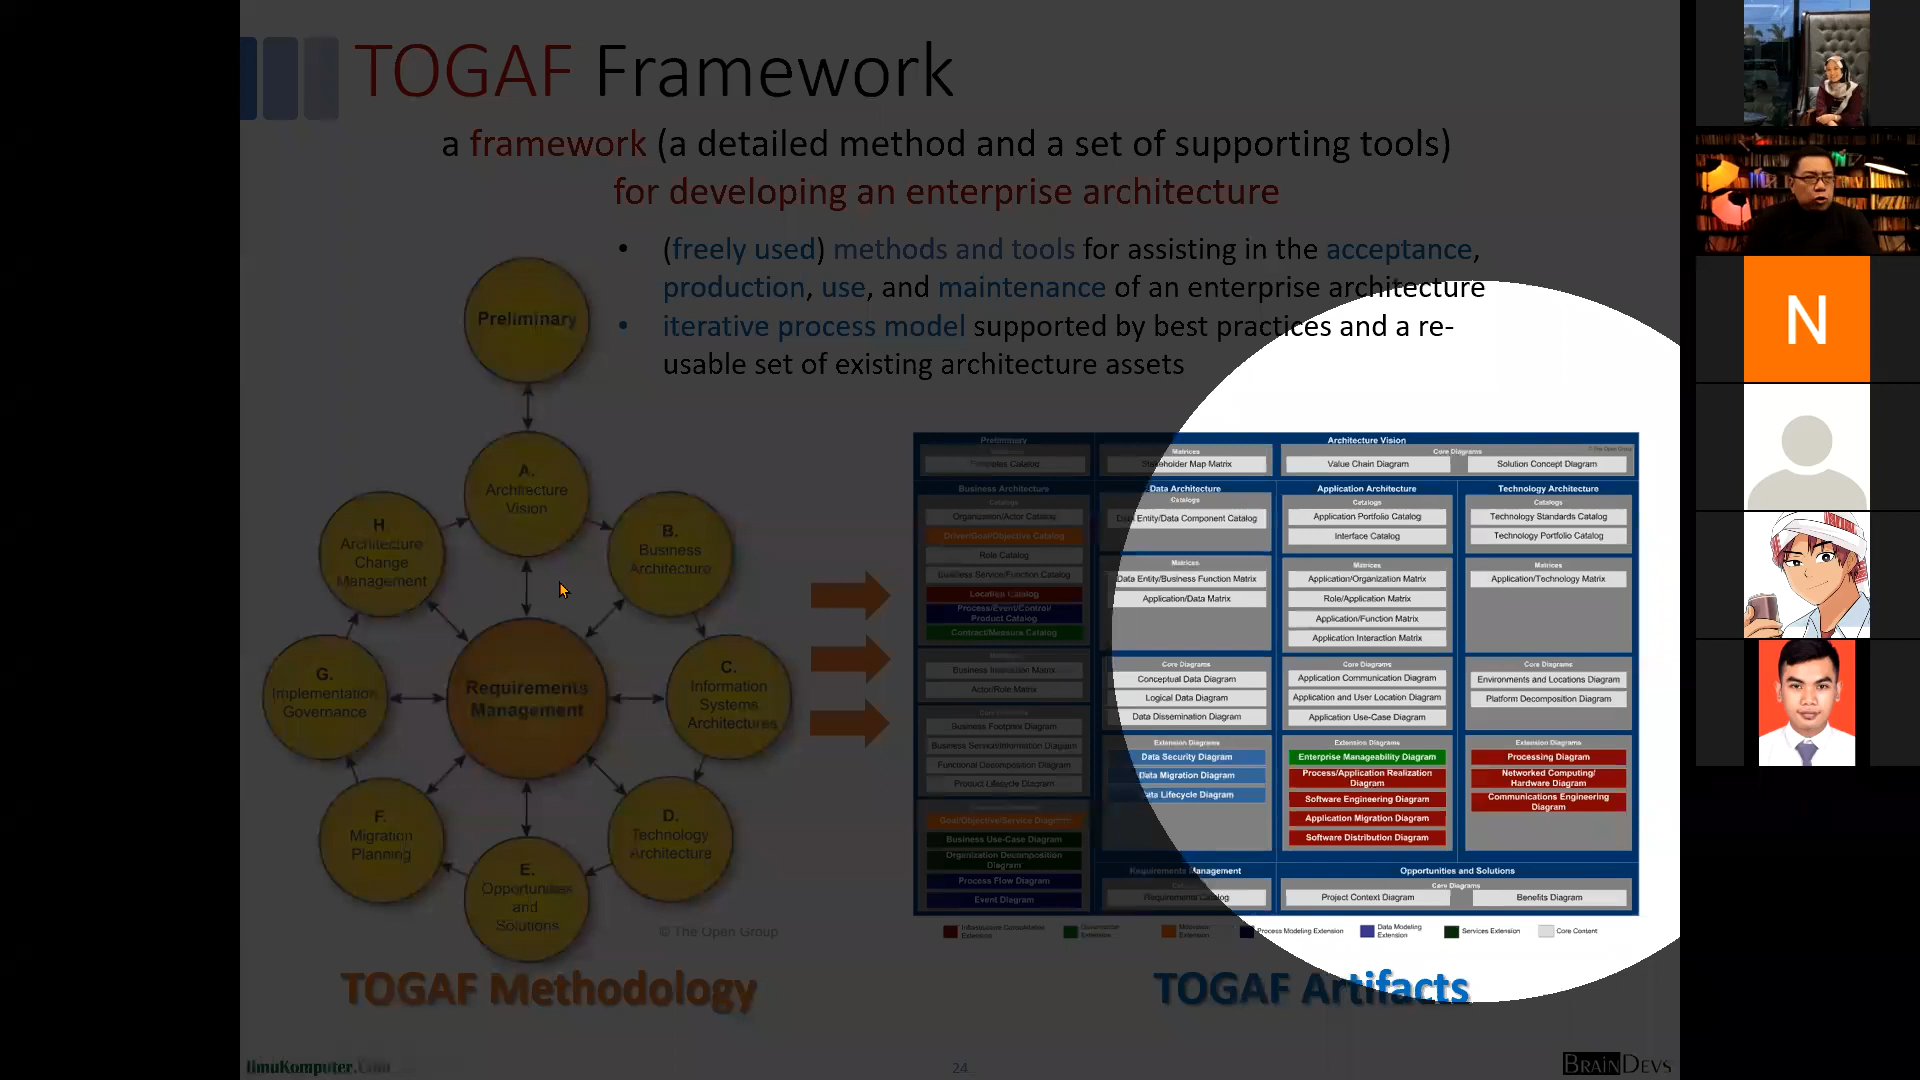 TOGAF Framework
a framework (a detailed method and a set of supporting tools)
for developing an enterprise architecture
• (freely used) methods and tools for assisting in the acceptance,
production, use, and maintenance of an enterprise architecture
• iterative process model supported by best practices and a re-
usable set of existing architecture assets
Preliminary
A.
Architecture
Vision
B.
Business
Architecture
C.
Information
Systems
Architectures
D.
Technology
Architecture
E.
Opportunities
and
Solutions
F.
Migration
Planning
G.
Implementation
Governance
H.
Architecture
Change
Management
Requirements
Management
© The Open Group
TOGAF Methodology
Preliminary
Principles Catalog
Architecture Vision
Matrices
Stakeholder Map Matrix
Core Diagrams
Value Chain Diagram
Solution Concept Diagram
Business Architecture
Catalogs
Organization/Actor Catalog
Driver/Goal/Objective Catalog
Role Catalog
Business Service/Function Catalog
Location Catalog
Process/Event/Control/
Product Catalog
Contract/Measure Catalog
Matrices
Business Interaction Matrix
Actor/Role Matrix
Business Footprint Diagram
Business Service/Information Diagram
Functional Decomposition Diagram
Product Lifecycle Diagram
Goal/Objective/Service Diagram
Business Use-Case Diagram
Organization Decomposition
Diagram
Process Flow Diagram
Event Diagram
Data Architecture
Catalogs
Data Entity/Data Component Catalog
Matrices
Data Entity/Business Function Matrix
Application/Data Matrix
Core Diagrams
Conceptual Data Diagram
Logical Data Diagram
Data Dissemination Diagram
Extension Diagrams
Data Security Diagram
Data Migration Diagram
Data Lifecycle Diagram
Application Architecture
Catalogs
Application Portfolio Catalog
Interface Catalog
Matrices
Application/Organization Matrix
Role/Application Matrix
Application/Function Matrix
Application Interaction Matrix
Core Diagrams
Application Communication Diagram
Application and User Location Diagram
Application Use-Case Diagram
Extension Diagrams
Enterprise Manageability Diagram
Process/Application Realization
Diagram
Software Engineering Diagram
Application Migration Diagram
Software Distribution Diagram
Technology Architecture
Catalogs
Technology Standards Catalog
Technology Portfolio Catalog
Matrices
Application/Technology Matrix
Core Diagrams
Environments and Locations Diagram
Platform Decomposition Diagram
Extension Diagrams
Processing Diagram
Networked Computing/
Hardware Diagram
Communications Engineering
Diagram
Requirements Management
Requirements Catalog
Opportunities and Solutions
Core Diagrams
Project Context Diagram
Benefits Diagram
Infrastructure Consolidation
Extension
Governance
Extension
Motivation
Extension
Process Modeling Extension
Data Modeling
Extension
Services Extension
Core Content
TOGAF Artifacts
IlmuKomputer.Com
24
BRAINDEVS
N